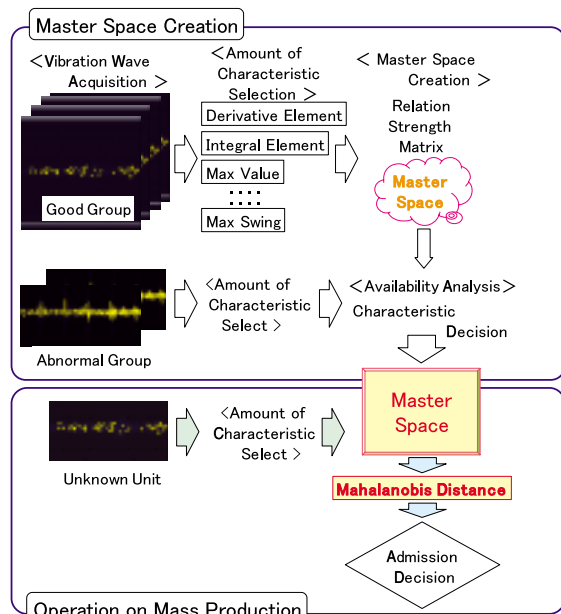 Master Space Creation
<Vibration Wave
Acquisition>
Good Group
<Amount of
Characteristic
Selection>
Derivative Element
Integral Element
Max Value
Max Swing
< Master Space
Creation >
Relation
Strength
Matrix
Master
Space
Abnormal Group
<Amount of
Characteristic
Select >
<Availability Analysis>
Characteristic
Decision
Unknown Unit
<Amount of
Characteristic
Select >
Master
Space
Mahalanobis Distance
Admission
Decision
Operation on Mass Production